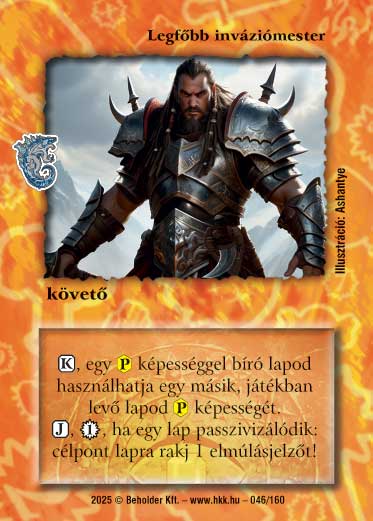 Legfőbb inváziómester
Illusztráció: Ashantye
követő
K, egy P képességgel bíró lapod
használhatja egy másik, játékban
levő lapod P képességét.
J, I, ha egy lap passzivizálódik:
célpont lapra rakj 1 elmúlásjelzőt!
2025 © Beholder Kft. – www.hkk.hu – 046/160